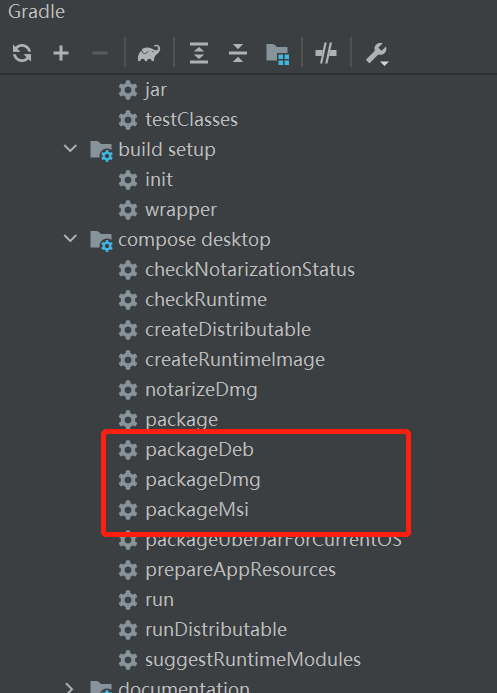 Gradle
jar
testClasses
build setup
init
wrapper
compose desktop
checkNotarizationStatus
checkRuntime
createDistributable
createRuntimeImage
notarizeDmg
package
packageDeb
packageDmg
packageMsi
packageUberJarForCurrentOS
prepareAppResources
run
runDistributable
suggestRuntimeModules
documentation